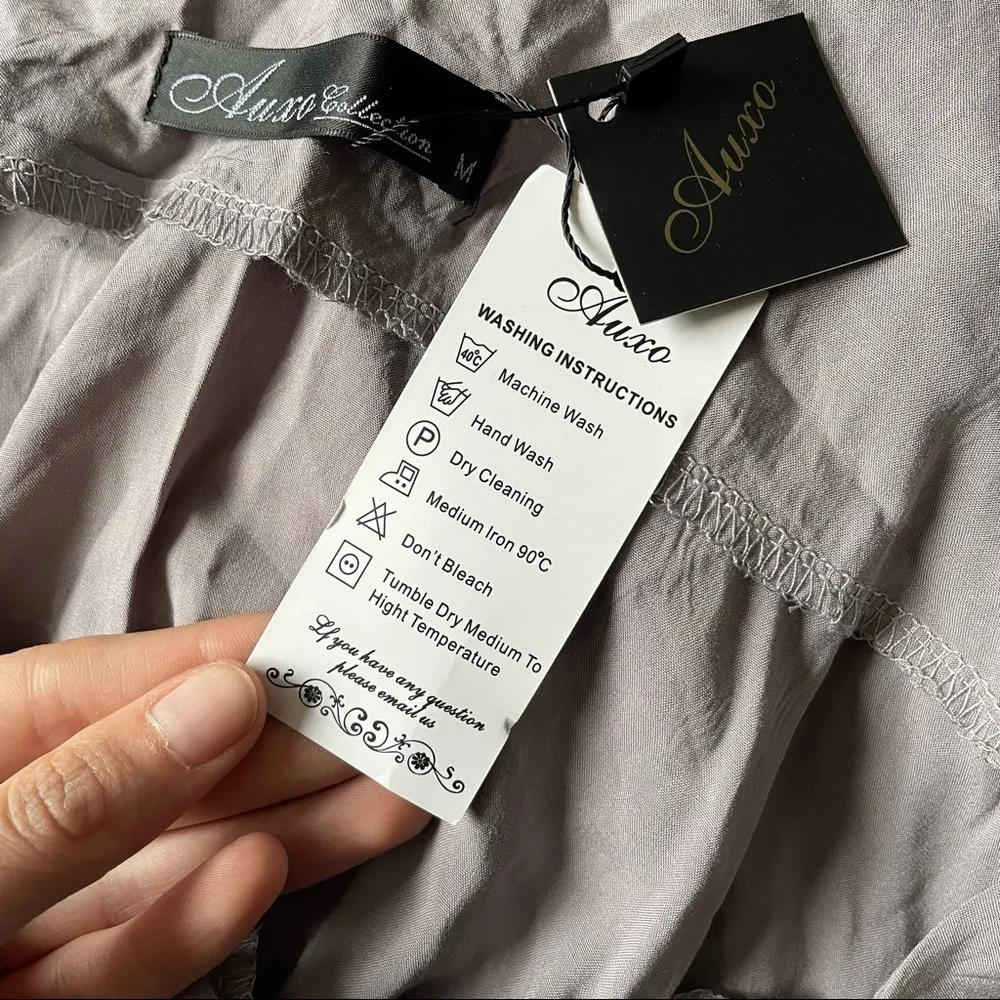 Auxo Collection
M
Auxo
Auxo
WASHING INSTRUCTIONS
40°C Machine Wash
Hand Wash
P Dry Cleaning
Medium Iron 90°C
Don't Bleach
Tumble Dry Medium To
Hight Temperature
If you have any question
please email us